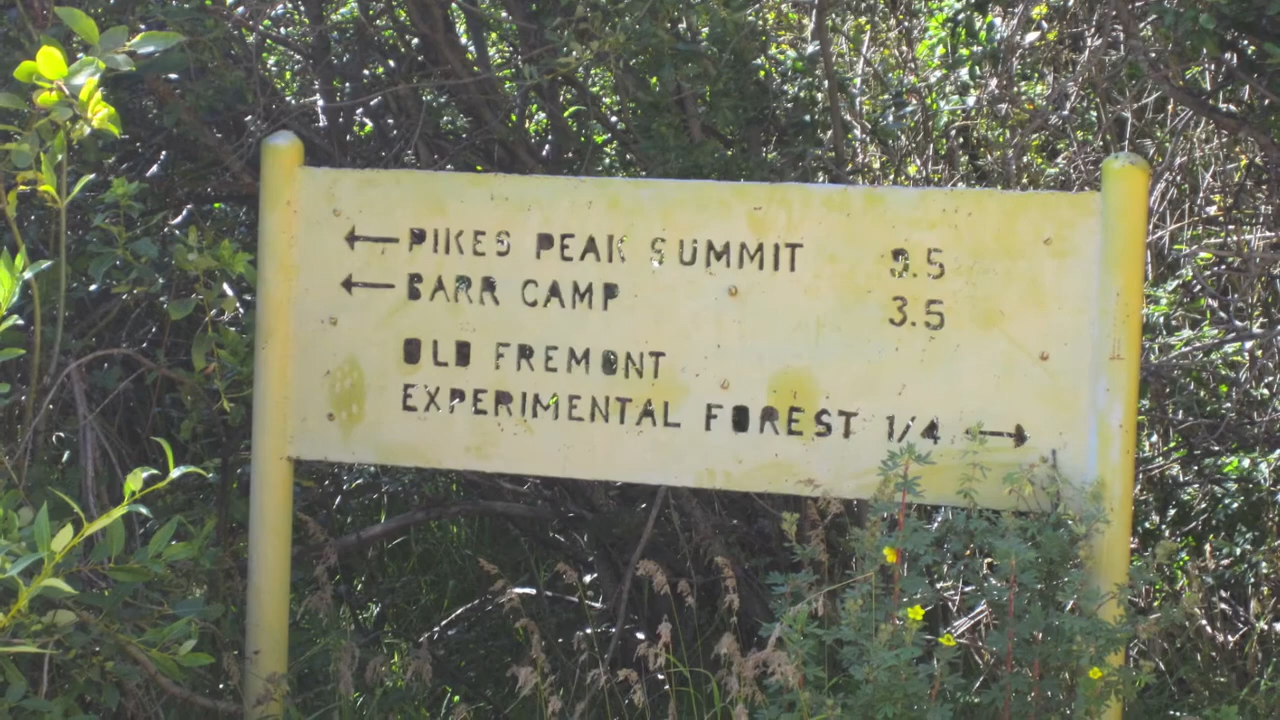 ← PIKES PEAK SUMMIT 9.5
← BARR CAMP 3.5
OLD FREMONT
EXPERIMENTAL FOREST 1/4 →